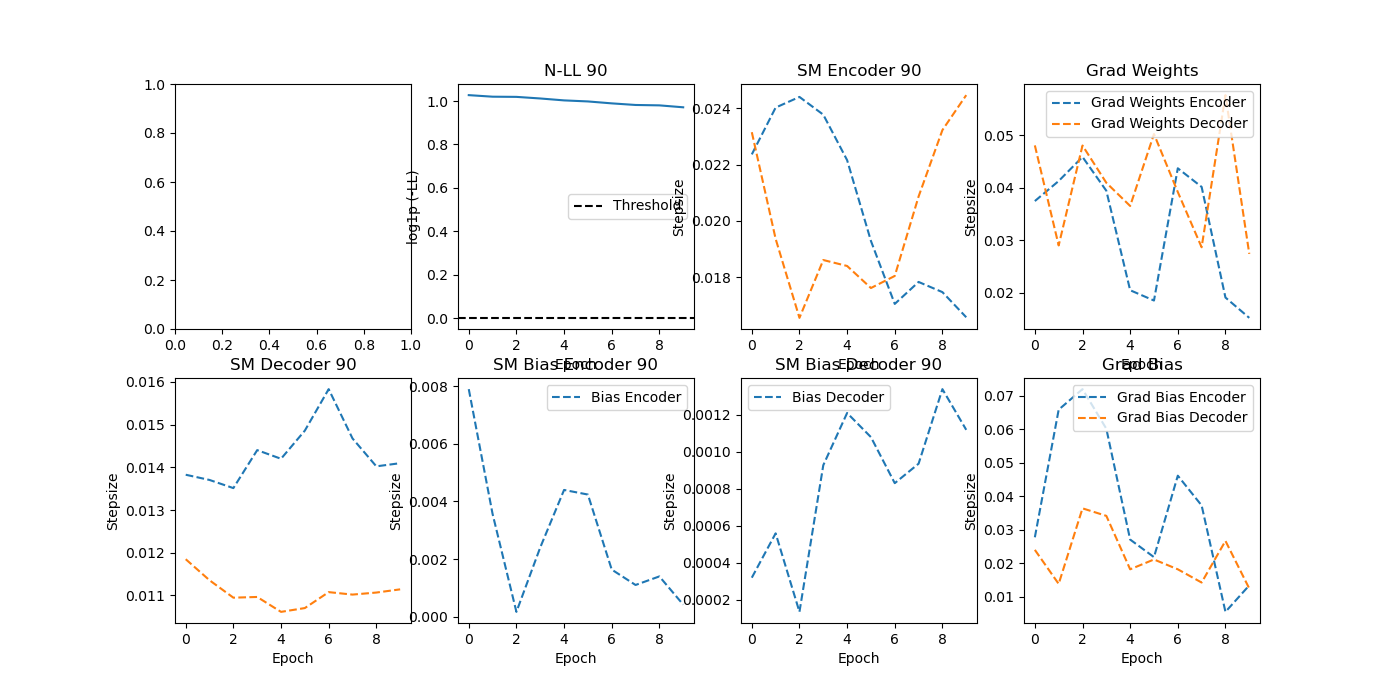 N-LL 90
SM Encoder 90
Grad Weights
1.0
0.8
0.6
0.4
0.2
0.0
0.0 0.2 0.4 0.6 0.8 1.0
log1p (-LL)
1.0
0.8
0.6
0.4
0.2
0.0
Threshold
0 2 4 6 8
Epoch
Stepsize
0.024
0.022
0.020
0.018
0 2 4 6 8
Epoch
Stepsize
0.05
0.04
0.03
0.02
Grad Weights Encoder
Grad Weights Decoder
0 2 4 6 8
Epoch
SM Decoder 90
SM Bias Encoder 90
SM Bias Decoder 90
Grad Bias
Stepsize
0.016
0.015
0.014
0.013
0.012
0.011
0 2 4 6 8
Epoch
Stepsize
0.008
0.006
0.004
0.002
0.000
Bias Encoder
0 2 4 6 8
Epoch
Stepsize
0.0012
0.0010
0.0008
0.0006
0.0004
0.0002
Bias Decoder
0 2 4 6 8
Epoch
Stepsize
0.07
0.06
0.05
0.04
0.03
0.02
0.01
Grad Bias Encoder
Grad Bias Decoder
0 2 4 6 8
Epoch